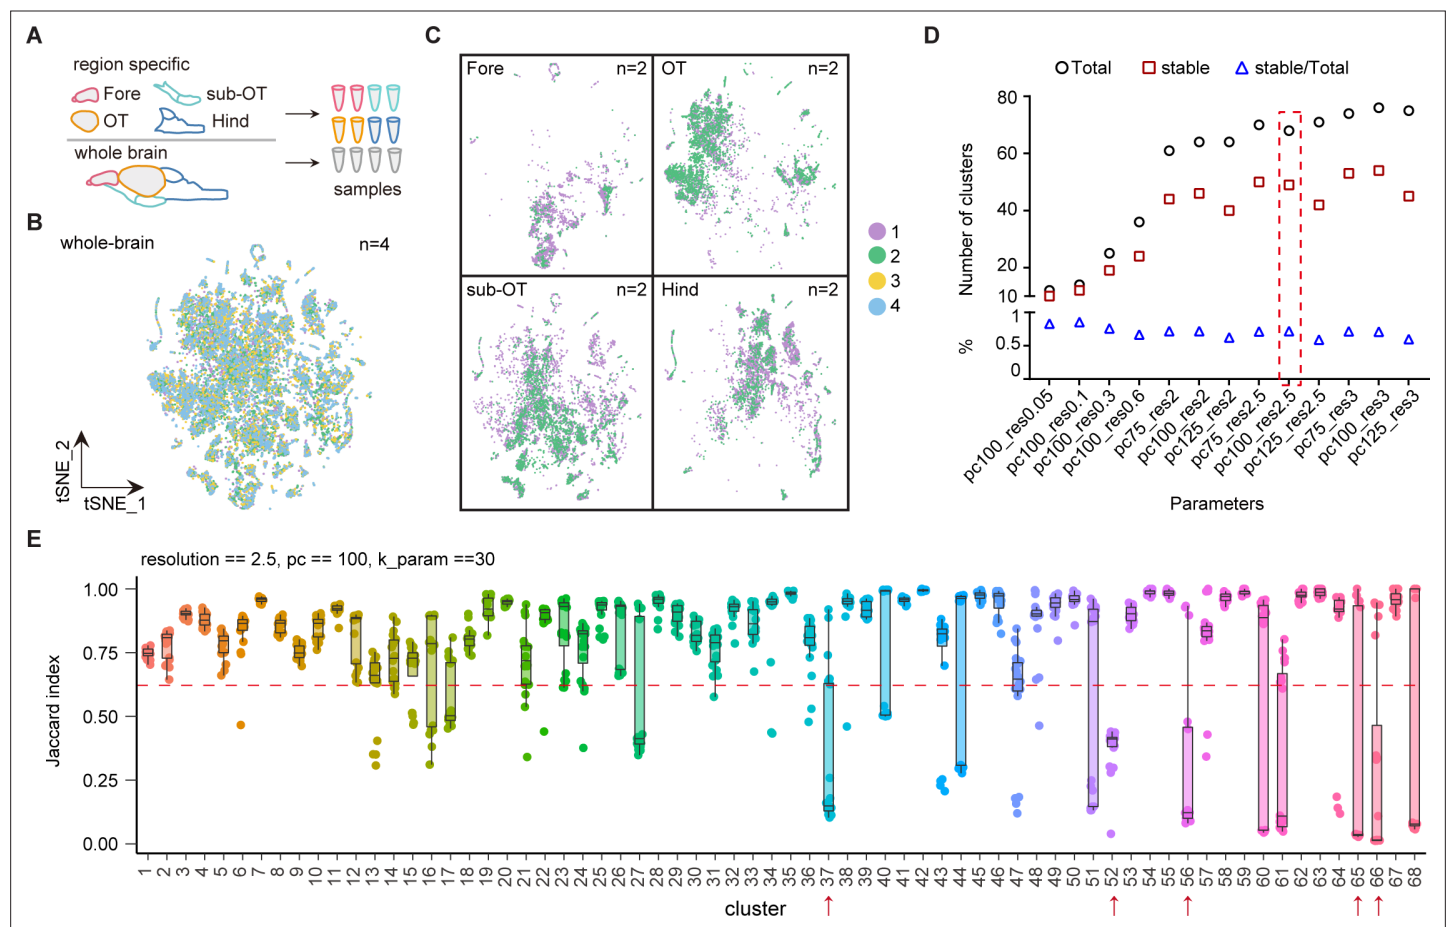 A
region specific
Fore
sub-OT
OT
Hind
whole brain
samples
B
whole-brain
n=4
tSNE_2
tSNE_1
C
Fore
n=2
OT
n=2
sub-OT
n=2
Hind
n=2
1
2
3
4
D
Total
stable
stable/Total
Number of clusters
80
60
40
20
10
%
1
0.5
0
pc100_res0.05
pc100_res0.1
pc100_res0.3
pc100_res0.6
pc75_res2
pc100_res2
pc125_res2
pc75_res2.5
pc100_res2.5
pc125_res2.5
pc75_res3
pc100_res3
pc125_res3
Parameters
E
resolution == 2.5, pc == 100, k_param ==30
Jaccard index
1.00
0.75
0.50
0.25
0.00
1 2 3 4 5 6 7 8 9 10 11 12 13 14 15 16 17 18 19 20 21 22 23 24 25 26 27 28 29 30 31 32 33 34 35 36 37 38 39 40 41 42 43 44 45 46 47 48 49 50 51 52 53 54 55 56 57 58 59 60 61 62 63 64 65 66 67 68
cluster